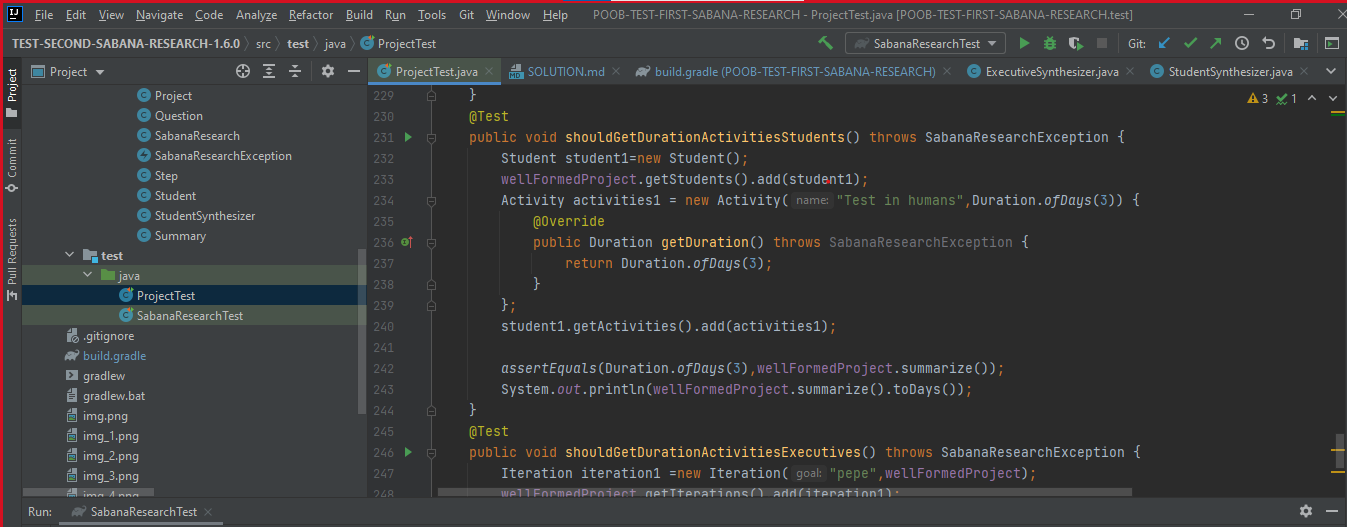 File Edit View Navigate Code Analyze Refactor Build Run Tools Git Window Help POOB-TEST-FIRST-SABANA-RESEARCH - ProjectTest.java [POOB-TEST-FIRST-SABANA-RESEARCH.test]
TEST-SECOND-SABANA-RESEARCH-1.6.0 src test java ProjectTest SabanaResearchTest Git:
Project ProjectTest.java SOLUTION.md build.gradle (POOB-TEST-FIRST-SABANA-RESEARCH) ExecutiveSynthesizer.java StudentSynthesizer.java
Project
Commit
Pull Requests
Project
Question
SabanaResearch
SabanaResearchException
Step
Student
StudentSynthesizer
Summary
test
java
ProjectTest
SabanaResearchTest
.gitignore
build.gradle
gradlew
gradlew.bat
img.png
img_1.png
img_2.png
img_3.png
img_4.png
3 1
229 }
230 @Test
231 public void shouldGetDurationActivitiesStudents() throws SabanaResearchException {
232 Student student1=new Student();
233 wellFormedProject.getStudents().add(student1);
234 Activity activities1 = new Activity( name: "Test in humans",Duration.ofDays(3)) {
235 @Override
236 public Duration getDuration() throws SabanaResearchException {
237 return Duration.ofDays(3);
238 }
239 };
240 student1.getActivities().add(activities1);
241
242 assertEquals(Duration.ofDays(3),wellFormedProject.summarize());
243 System.out.println(wellFormedProject.summarize().toDays());
244 }
245 @Test
246 public void shouldGetDurationActivitiesExecutives() throws SabanaResearchException {
247 Iteration iteration1 =new Iteration( goal: "pepe",wellFormedProject);
248 wellFormedProject.getIterations().add(iteration1);
Run: SabanaResearchTest